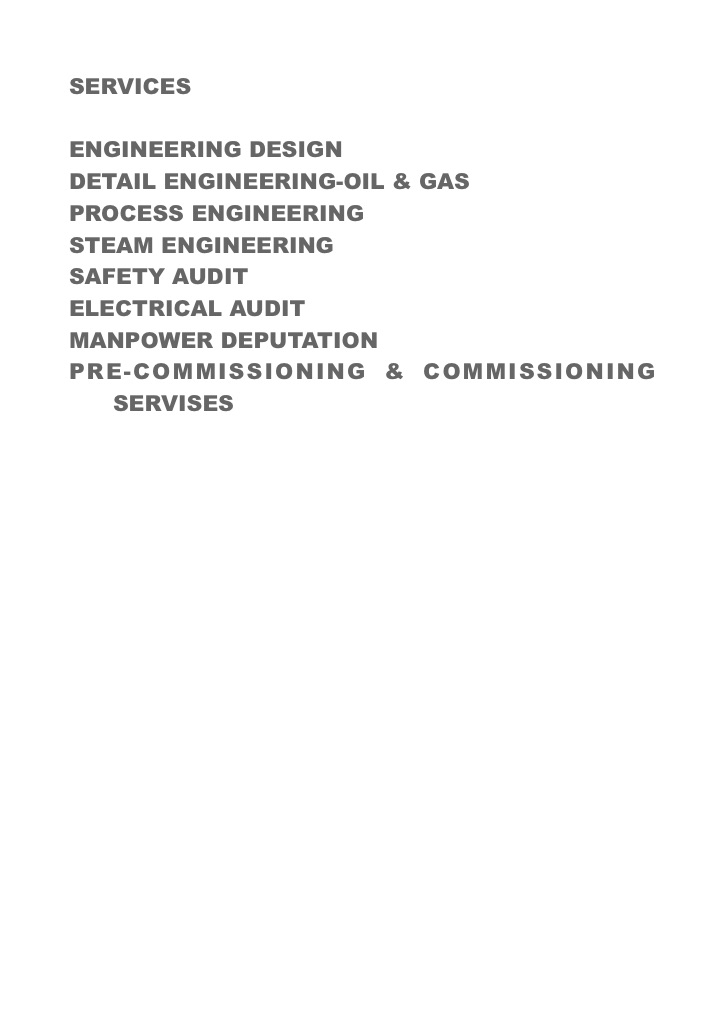 SERVICES
ENGINEERING DESIGN
DETAIL ENGINEERING-OIL & GAS
PROCESS ENGINEERING
STEAM ENGINEERING
SAFETY AUDIT
ELECTRICAL AUDIT
MANPOWER DEPUTATION
PRE-COMMISSIONING & COMMISSIONING
SERVISES